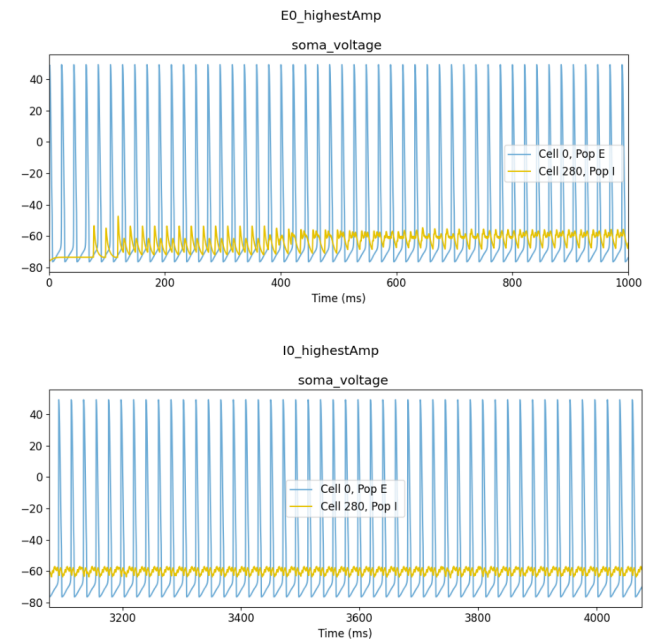 E0_highestAmp
soma_voltage
40
20
0
−20
−40
−60
−80
Cell 0, Pop E
Cell 280, Pop I
0 200 400 600 800 1000
Time (ms)
I0_highestAmp
soma_voltage
40
20
0
−20
−40
−60
−80
Cell 0, Pop E
Cell 280, Pop I
3200 3400 3600 3800 4000
Time (ms)